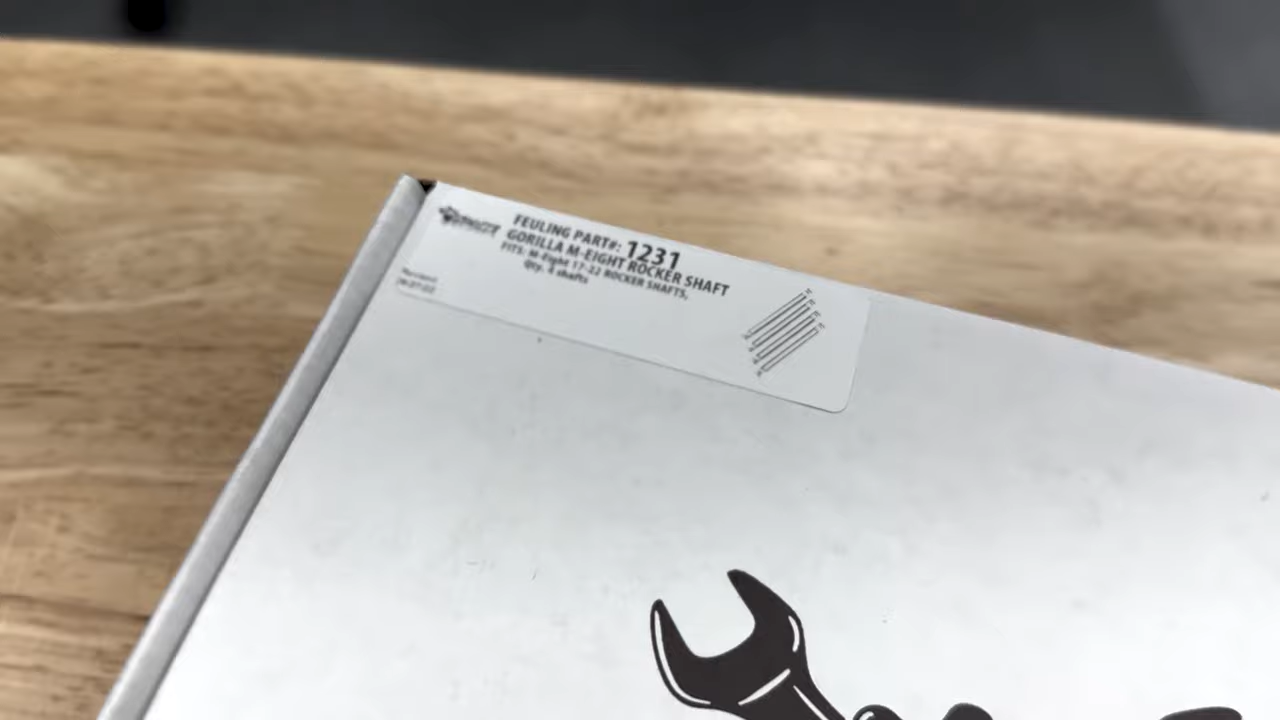 FEULING PART#: 1231
GORILLA M-EIGHT ROCKER SHAFT
FITS: M-Eight 17-22 ROCKER SHAFTS,
Qty. 4 shafts